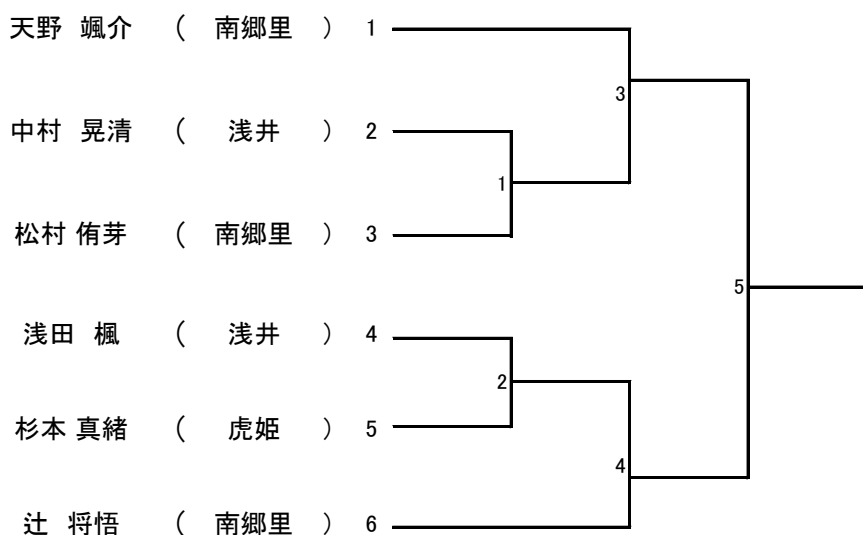 天野 颯介 ( 南郷里 ) 1
3
中村 晃清 ( 浅井 ) 2
1
松村 侑芽 ( 南郷里 ) 3
5
浅田 楓 ( 浅井 ) 4
2
杉本 真緒 ( 虎姫 ) 5
4
辻 将悟 ( 南郷里 ) 6